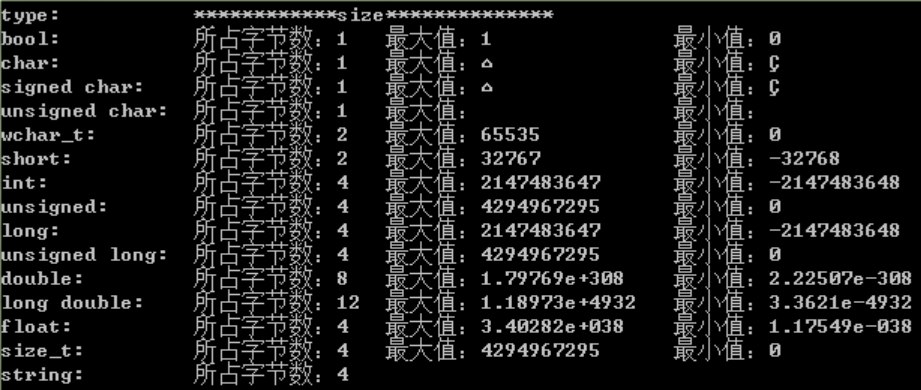 type: ************size**************
bool: 所占字节数：1 最大值：1 最小值：0
char: 所占字节数：1 最大值：⌂ 最小值：Ç
signed char: 所占字节数：1 最大值：⌂ 最小值：Ç
unsigned char: 所占字节数：1 最大值： 最小值：
wchar_t: 所占字节数：2 最大值：65535 最小值：0
short: 所占字节数：2 最大值：32767 最小值：-32768
int: 所占字节数：4 最大值：2147483647 最小值：-2147483648
unsigned: 所占字节数：4 最大值：4294967295 最小值：0
long: 所占字节数：4 最大值：2147483647 最小值：-2147483648
unsigned long: 所占字节数：4 最大值：4294967295 最小值：0
double: 所占字节数：8 最大值：1.79769e+308 最小值：2.22507e-308
long double: 所占字节数：12 最大值：1.18973e+4932 最小值：3.3621e-4932
float: 所占字节数：4 最大值：3.40282e+038 最小值：1.17549e-038
size_t: 所占字节数：4 最大值：4294967295 最小值：0
string: 所占字节数：4